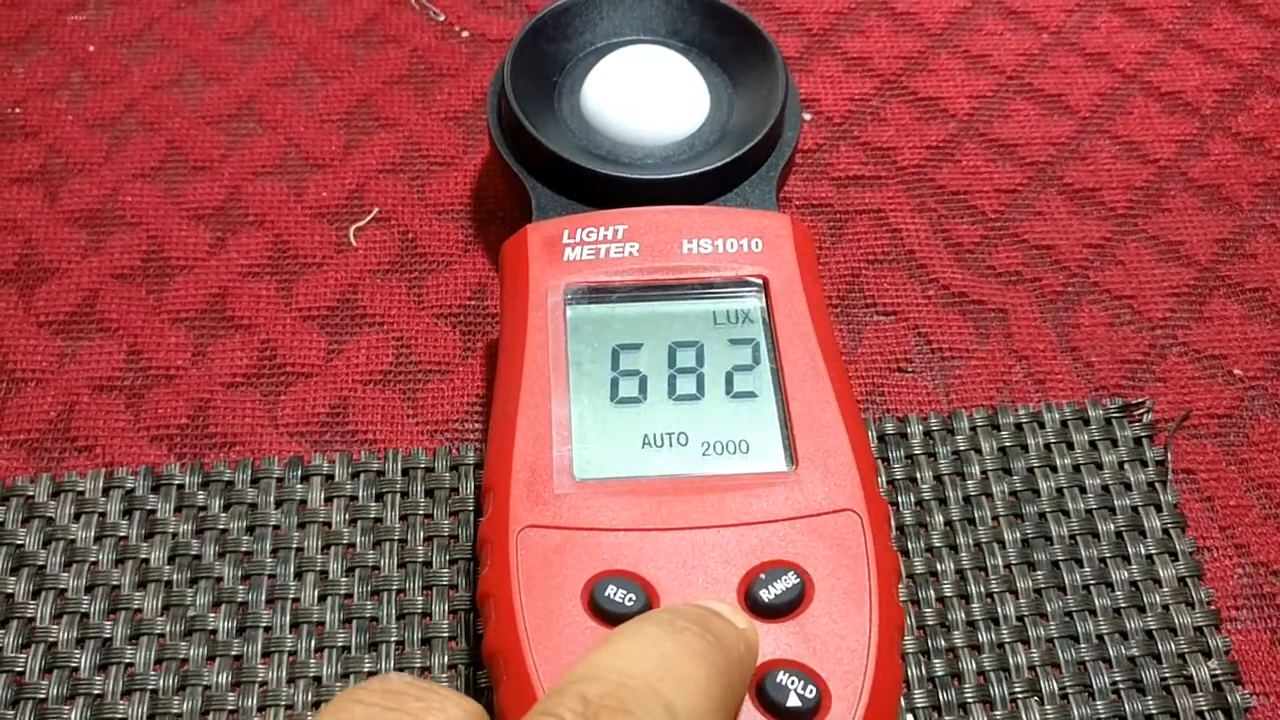 LIGHT
METER
HS1010
LUX
682
AUTO 2000
REC
RANGE
HOLD